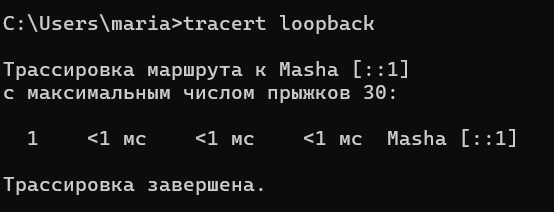 C:\Users\maria>tracert loopback
Трассировка маршрута к Masha [::1]
с максимальным числом прыжков 30:
1 <1 мс <1 мс <1 мс Masha [::1]
Трассировка завершена.